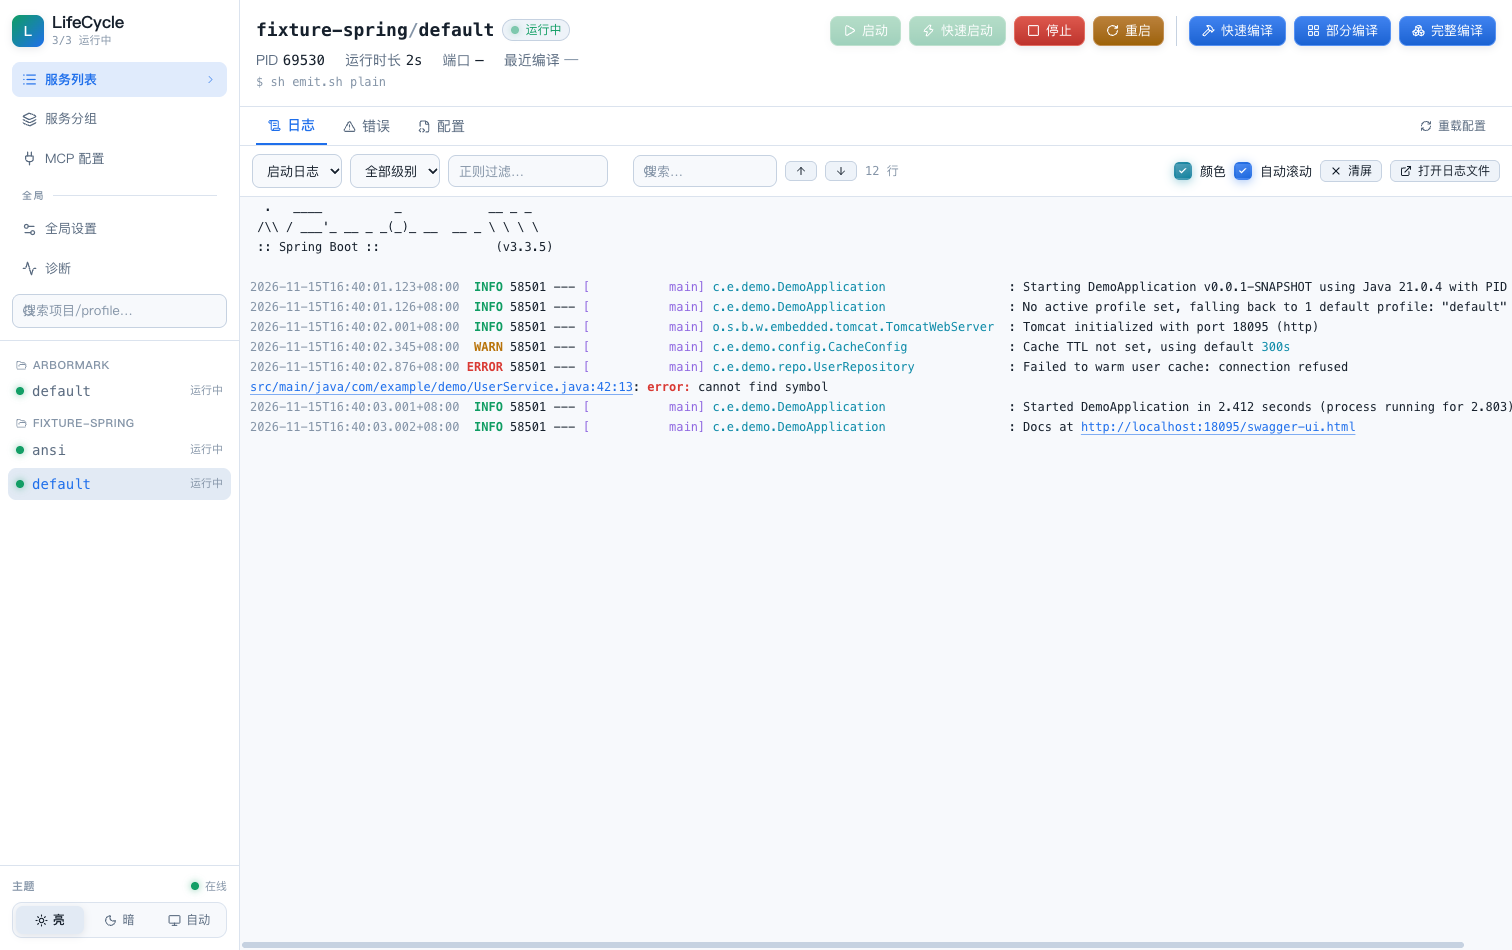 L
LifeCycle
3/3 运行中
服务列表
服务分组
MCP 配置
全局
全局设置
诊断
搜索项目/profile...
ARBORMARK
default 运行中
FIXTURE-SPRING
ansi 运行中
default 运行中
主题 在线
亮 暗 自动
fixture-spring/default 运行中
启动 快速启动 停止 重启 快速编译 部分编译 完整编译
PID 69530 运行时长 2s 端口 — 最近编译 —
$ sh emit.sh plain
日志 错误 配置 重载配置
启动日志 全部级别 正则过滤... 搜索... ↑ ↓ 12 行 颜色 自动滚动 清屏 打开日志文件
  .   ____          _            __ _ _
 /\\ / ___'_ __ _ _(_)_ __  __ _ \ \ \ \
 :: Spring Boot ::                (v3.3.5)
2026-11-15T16:40:01.123+08:00  INFO 58501 --- [           main] c.e.demo.DemoApplication                 : Starting DemoApplication v0.0.1-SNAPSHOT using Java 21.0.4 with PID
2026-11-15T16:40:01.126+08:00  INFO 58501 --- [           main] c.e.demo.DemoApplication                 : No active profile set, falling back to 1 default profile: "default"
2026-11-15T16:40:02.001+08:00  INFO 58501 --- [           main] o.s.b.w.embedded.tomcat.TomcatWebServer  : Tomcat initialized with port 18095 (http)
2026-11-15T16:40:02.345+08:00  WARN 58501 --- [           main] c.e.demo.config.CacheConfig              : Cache TTL not set, using default 300s
2026-11-15T16:40:02.876+08:00 ERROR 58501 --- [           main] c.e.demo.repo.UserRepository             : Failed to warm user cache: connection refused
src/main/java/com/example/demo/UserService.java:42:13: error: cannot find symbol
2026-11-15T16:40:03.001+08:00  INFO 58501 --- [           main] c.e.demo.DemoApplication                 : Started DemoApplication in 2.412 seconds (process running for 2.803)
2026-11-15T16:40:03.002+08:00  INFO 58501 --- [           main] c.e.demo.DemoApplication                 : Docs at http://localhost:18095/swagger-ui.html